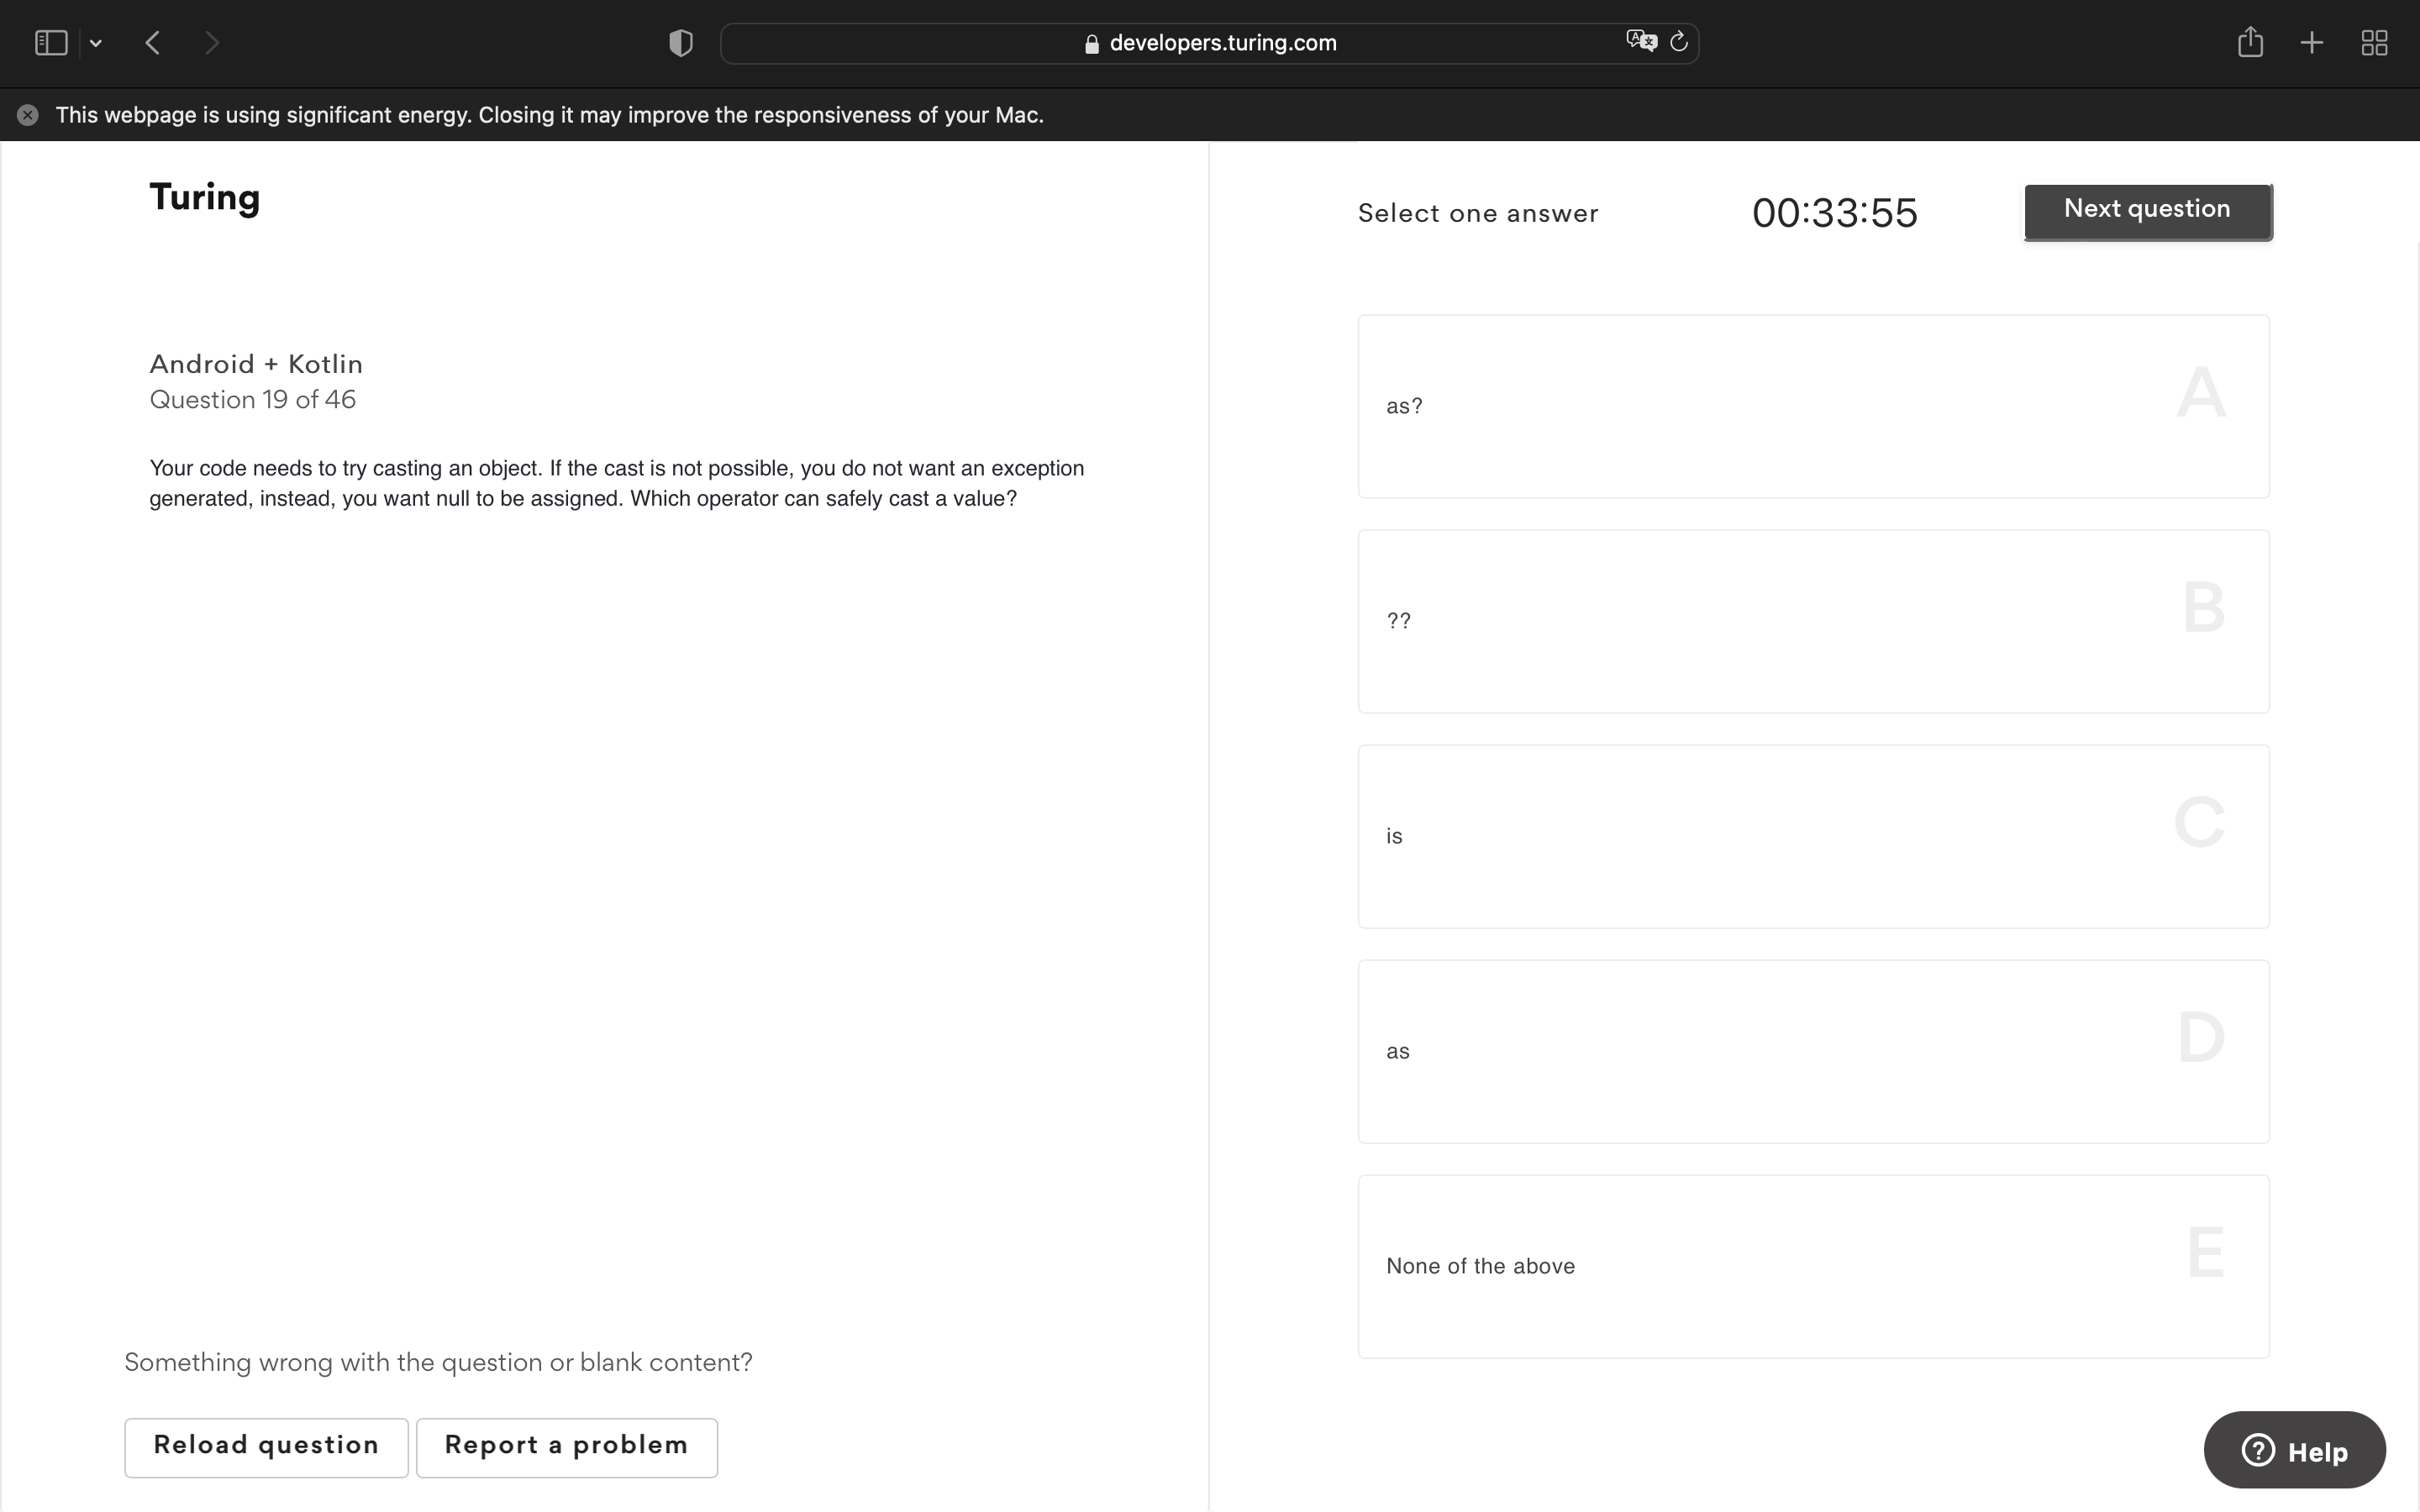 developers.turing.com
This webpage is using significant energy. Closing it may improve the responsiveness of your Mac.
Turing
Select one answer
00:33:55
Next question
Android + Kotlin
Question 19 of 46
Your code needs to try casting an object. If the cast is not possible, you do not want an exception
generated, instead, you want null to be assigned. Which operator can safely cast a value?
as?
A
??
B
is
C
as
D
None of the above
E
Something wrong with the question or blank content?
Reload question
Report a problem
Help